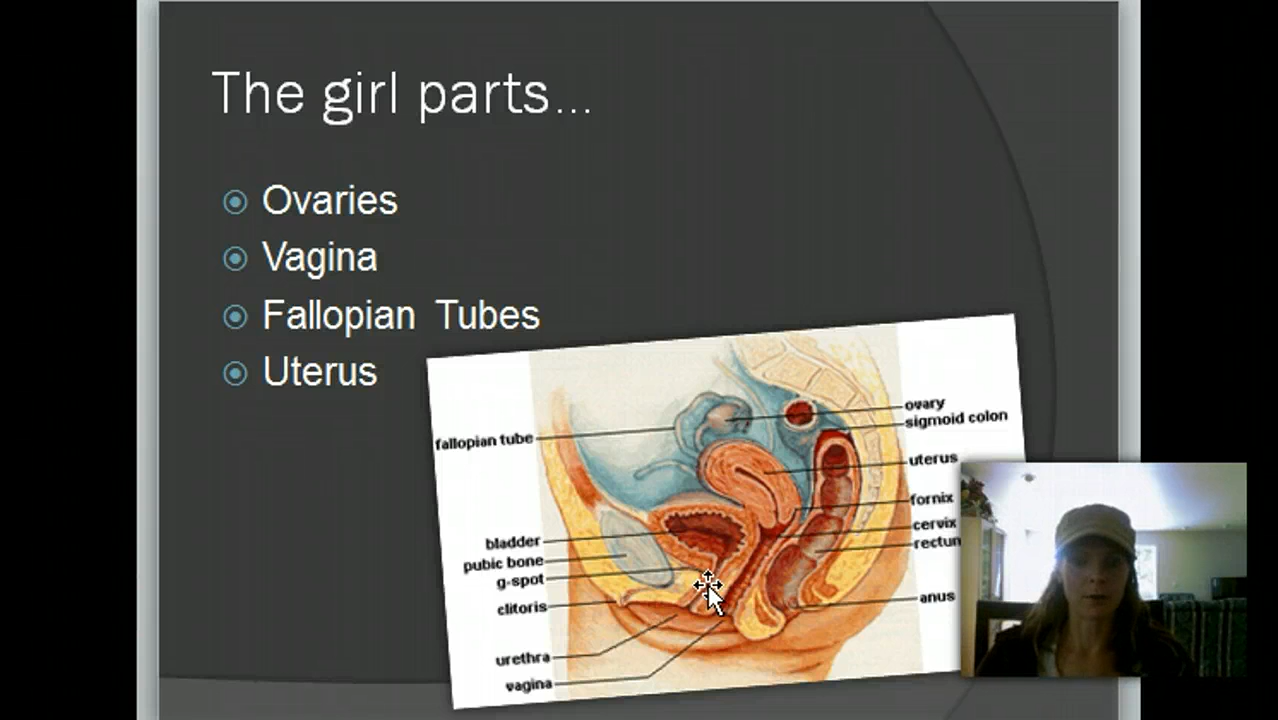 The girl parts...
Ovaries
Vagina
Fallopian Tubes
Uterus
fallopian tube
bladder
pubic bone
g-spot
clitoris
urethra
vagina
ovary
sigmoid colon
uterus
fornix
cervix
rectun
anus